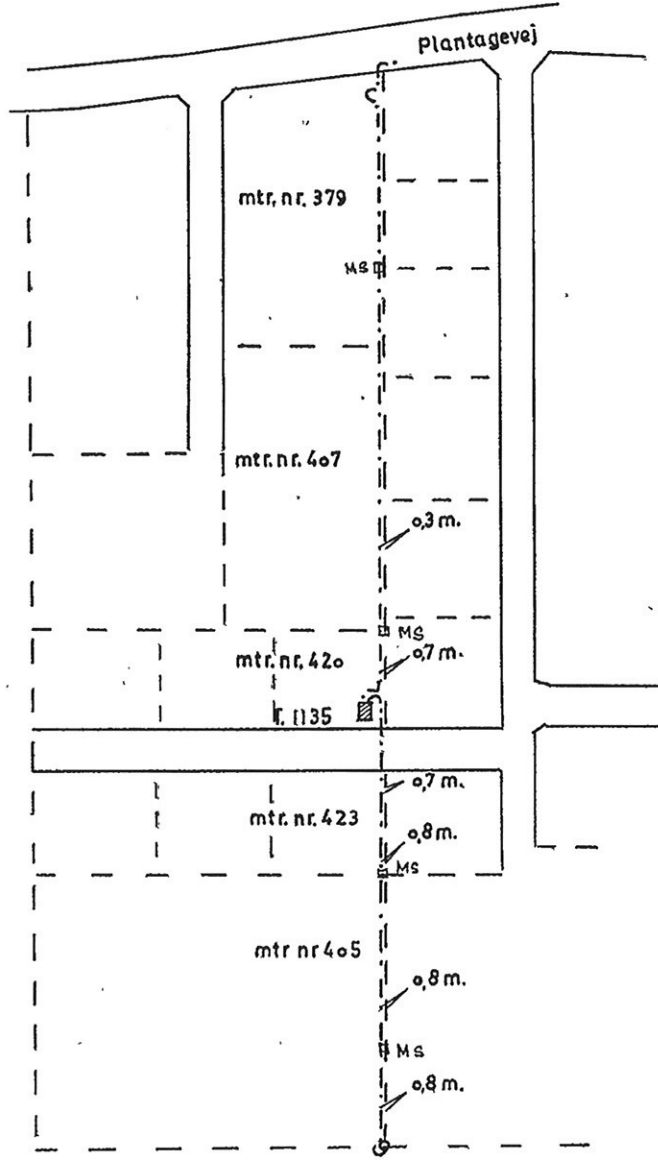 Plantagevej
mtr. nr. 379
MS
mtr. nr. 4o7
o,3 m.
MS
mtr. nr. 42o
o,7 m.
T. 1135
o,7 m.
mtr. nr. 423
o,8 m.
MS
mtr nr 4o5
o,8 m.
MS
o,8 m.